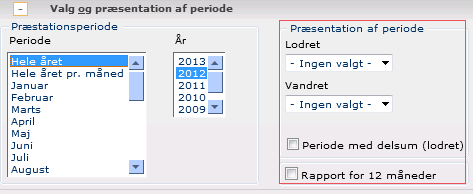 - Valg og præsentation af periode
Præstationsperiode
Periode
Hele året
Hele året pr. måned
Januar
Februar
Marts
April
Maj
Juni
Juli
August
År
2013
2012
2011
2010
2009
Præsentation af periode
Lodret
- Ingen valgt -
Vandret
- Ingen valgt -
Periode med delsum (lodret)
Rapport for 12 måneder